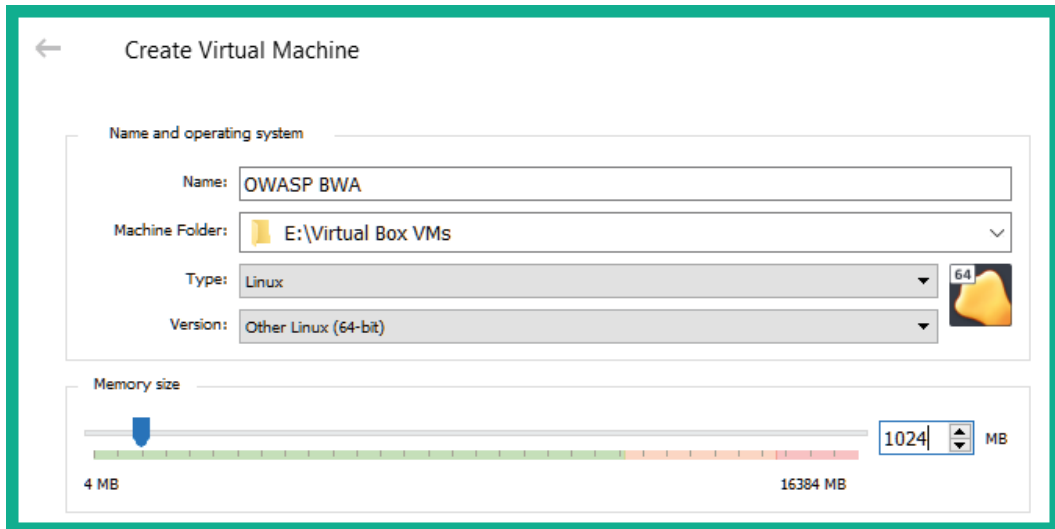 Create Virtual Machine
Name and operating system
Name: OWASP BWA
Machine Folder: E:\Virtual Box VMs
Type: Linux
64
Version: Other Linux (64-bit)
Memory size
1024 MB
4 MB 16384 MB